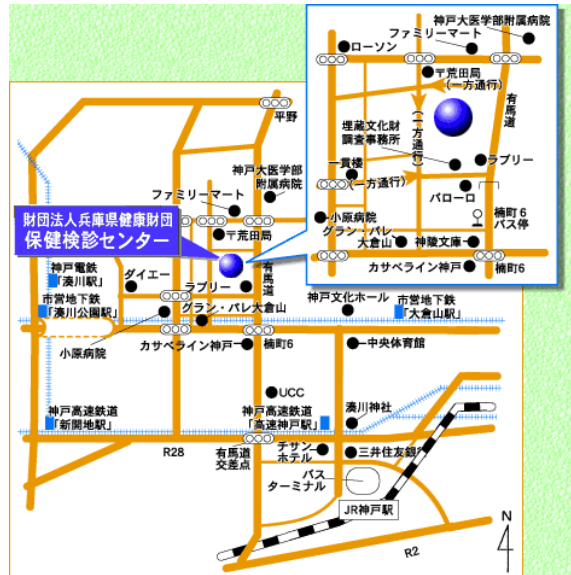 神戸大医学部
附属病院
ファミリーマート
ローソン
〒荒田局
(一方通行)
有馬道
(一方通行)
埋蔵文化財
調査事務所
一貫楼
ラブリー
(一方通行)
バローロ
小原病院
楠町6
バス停
グラン・バレ
大倉山
神陵文庫
カサベライン神戸
楠町6
平野
神戸大医学部
附属病院
ファミリーマート
財団法人兵庫県健康財団
保健検診センター
〒荒田局
神戸電鉄
「湊川駅」
ダイエー
ラブリー
有馬道
市営地下鉄
「湊川公園駅」
グラン・バレ大倉山
神戸文化ホール
市営地下鉄
「大倉山駅」
小原病院
カサベライン神戸
楠町6
中央体育館
UCC
神戸高速鉄道
「新開地駅」
神戸高速鉄道
「高速神戸駅」
湊川神社
R28
有馬道
交差点
チサン
ホテル
三井住友銀
バス
ターミナル
JR神戸駅
R2
N
4